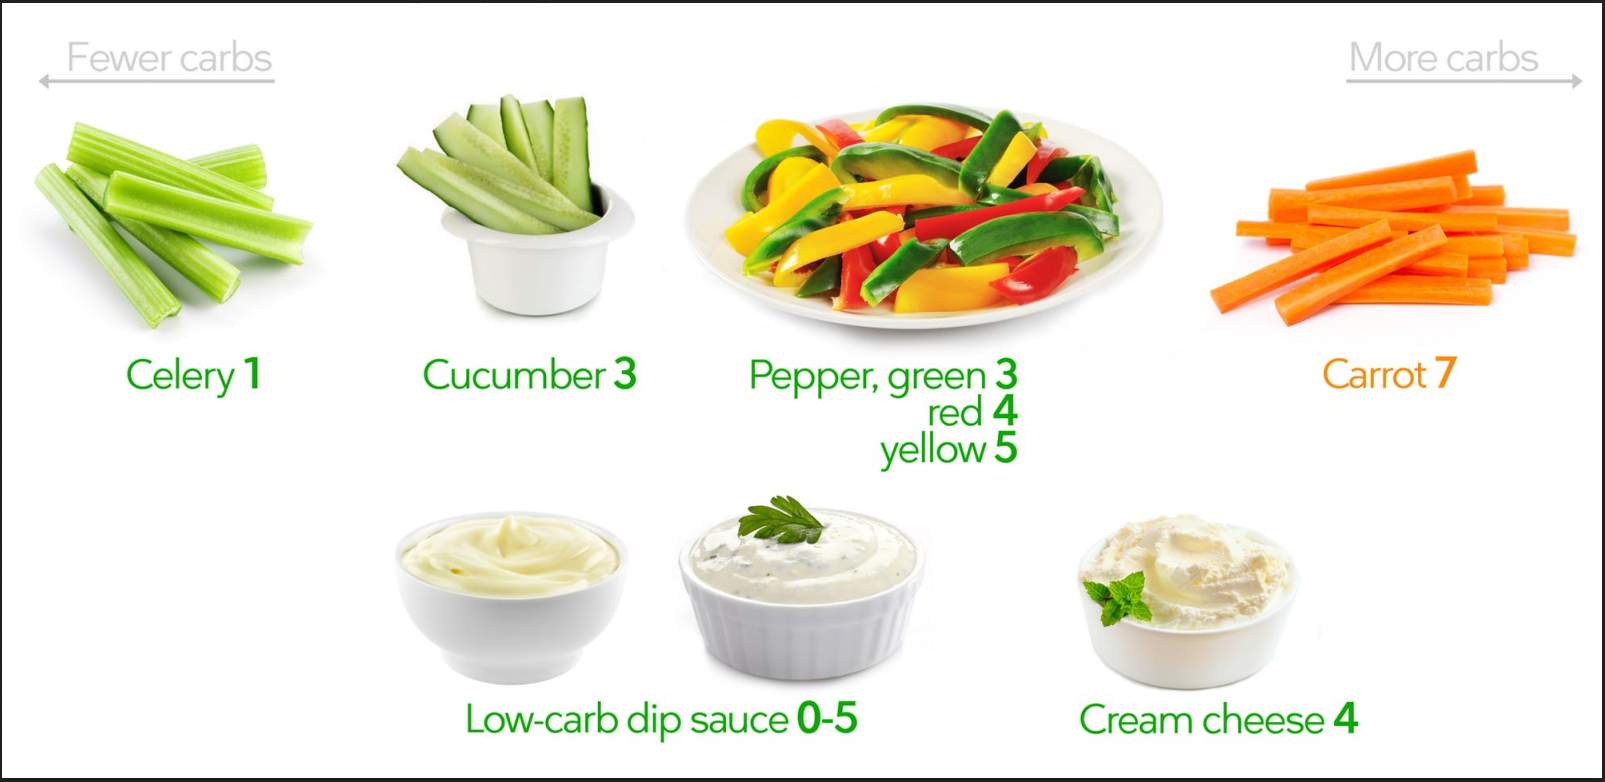 Fewer carbs
More carbs
Celery 1
Cucumber 3
Pepper, green 3
red 4
yellow 5
Carrot 7
Low-carb dip sauce 0-5
Cream cheese 4